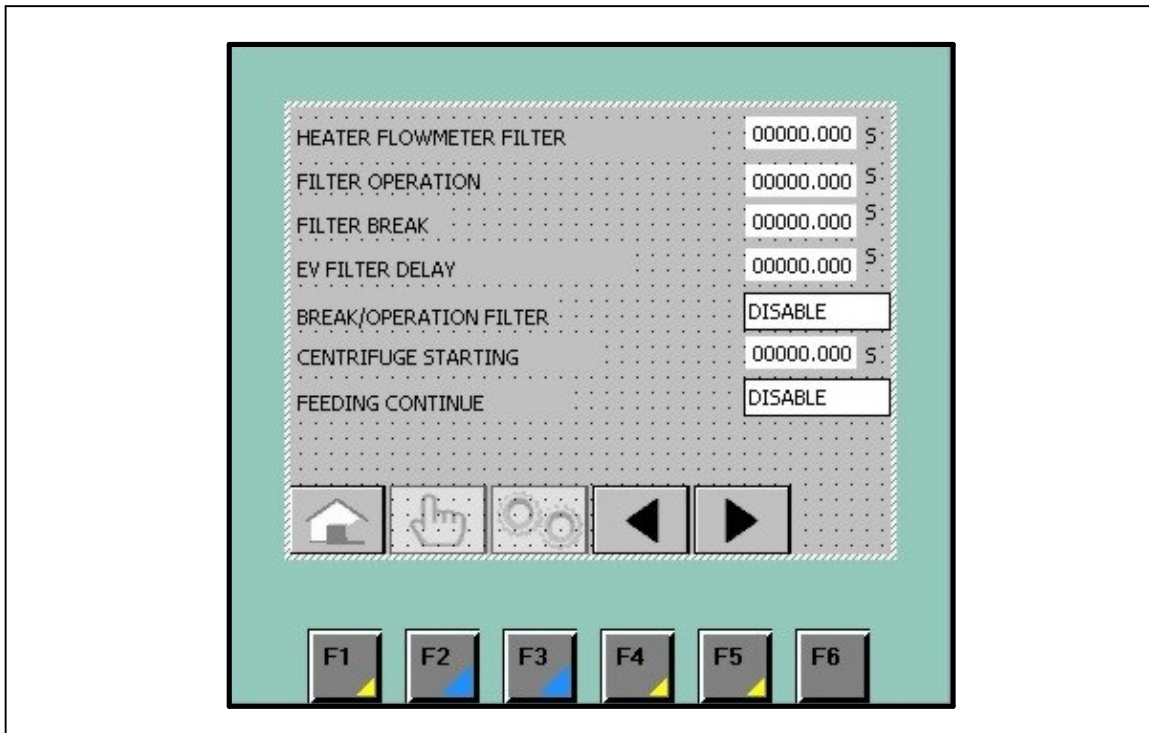 HEATER FLOWMETER FILTER 00000.000 S
FILTER OPERATION 00000.000 S
FILTER BREAK 00000.000 S
EV FILTER DELAY 00000.000 S
BREAK/OPERATION FILTER DISABLE
CENTRIFUGE STARTING 00000.000 S
FEEDING CONTINUE DISABLE
F1 F2 F3 F4 F5 F6